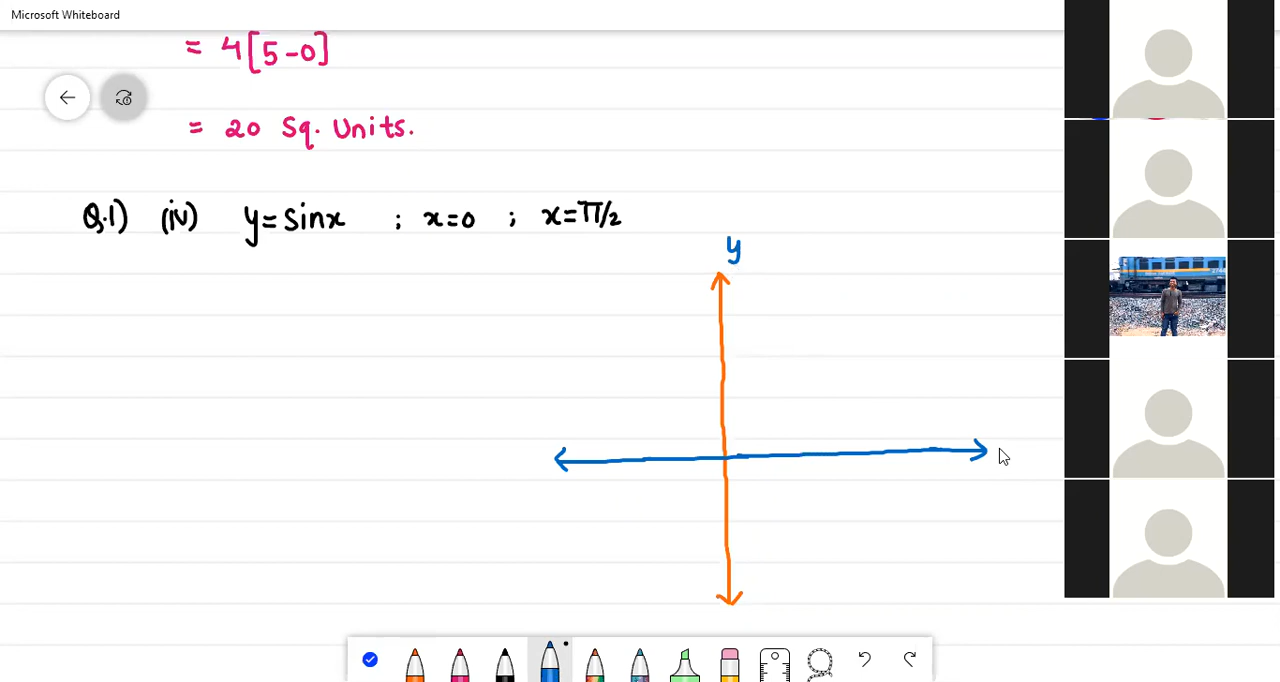 Microsoft Whiteboard
= 4[5-0]
= 20 Sq. Units.
Q.1) (iv) y=sinx ; x=0 ; x=π/2
y